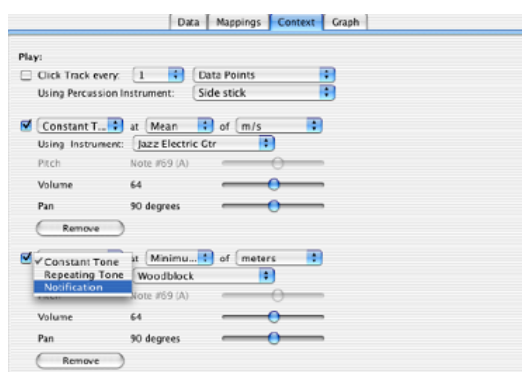 Data Mappings Context Graph
Play:
Click Track every: 1 Data Points
Using Percussion Instrument: Side stick
Constant T... at Mean of m/s
Using Instrument: Jazz Electric Gtr
Pitch Note #69 (A)
Volume 64
Pan 90 degrees
Remove
✓Constant Tone at Minimu... of meters
Repeating Tone Woodblock
Notification
Pitch Note #69 (A)
Volume 64
Pan 90 degrees
Remove